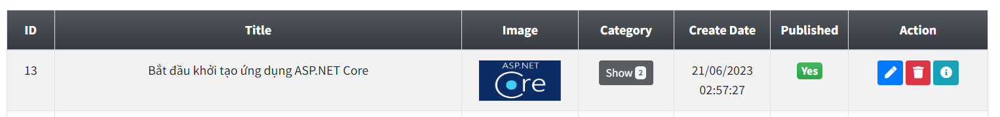 ID Title Image Category Create Date Published Action
13 Bắt đầu khởi tạo ứng dụng ASP.NET Core ASP.NET Core Show 2 21/06/2023 Yes
02:57:27